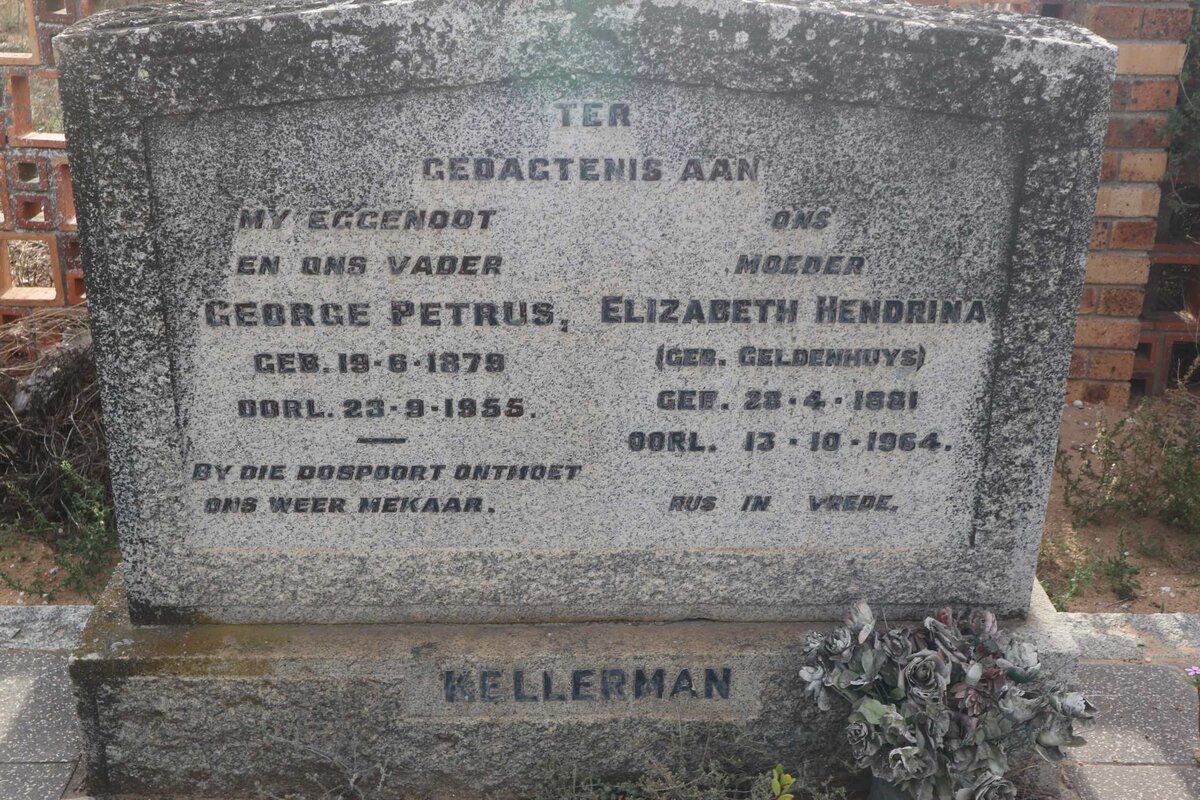 TER
GEDAGTENIS AAN
MY EGGENOOT
EN ONS VADER
GEORGE PETRUS,
GEB. 19-6-1879
OORL. 23-9-1955.
BY DIE DOSPOORT ONTMOET
ONS WEER MEKAAR.
ONS
MOEDER
ELIZABETH HENDRINA
(GEB. GELDENHUYS)
GEB. 28-4-1881
OORL. 13-10-1964.
RUS IN VREDE.
KELLERMAN